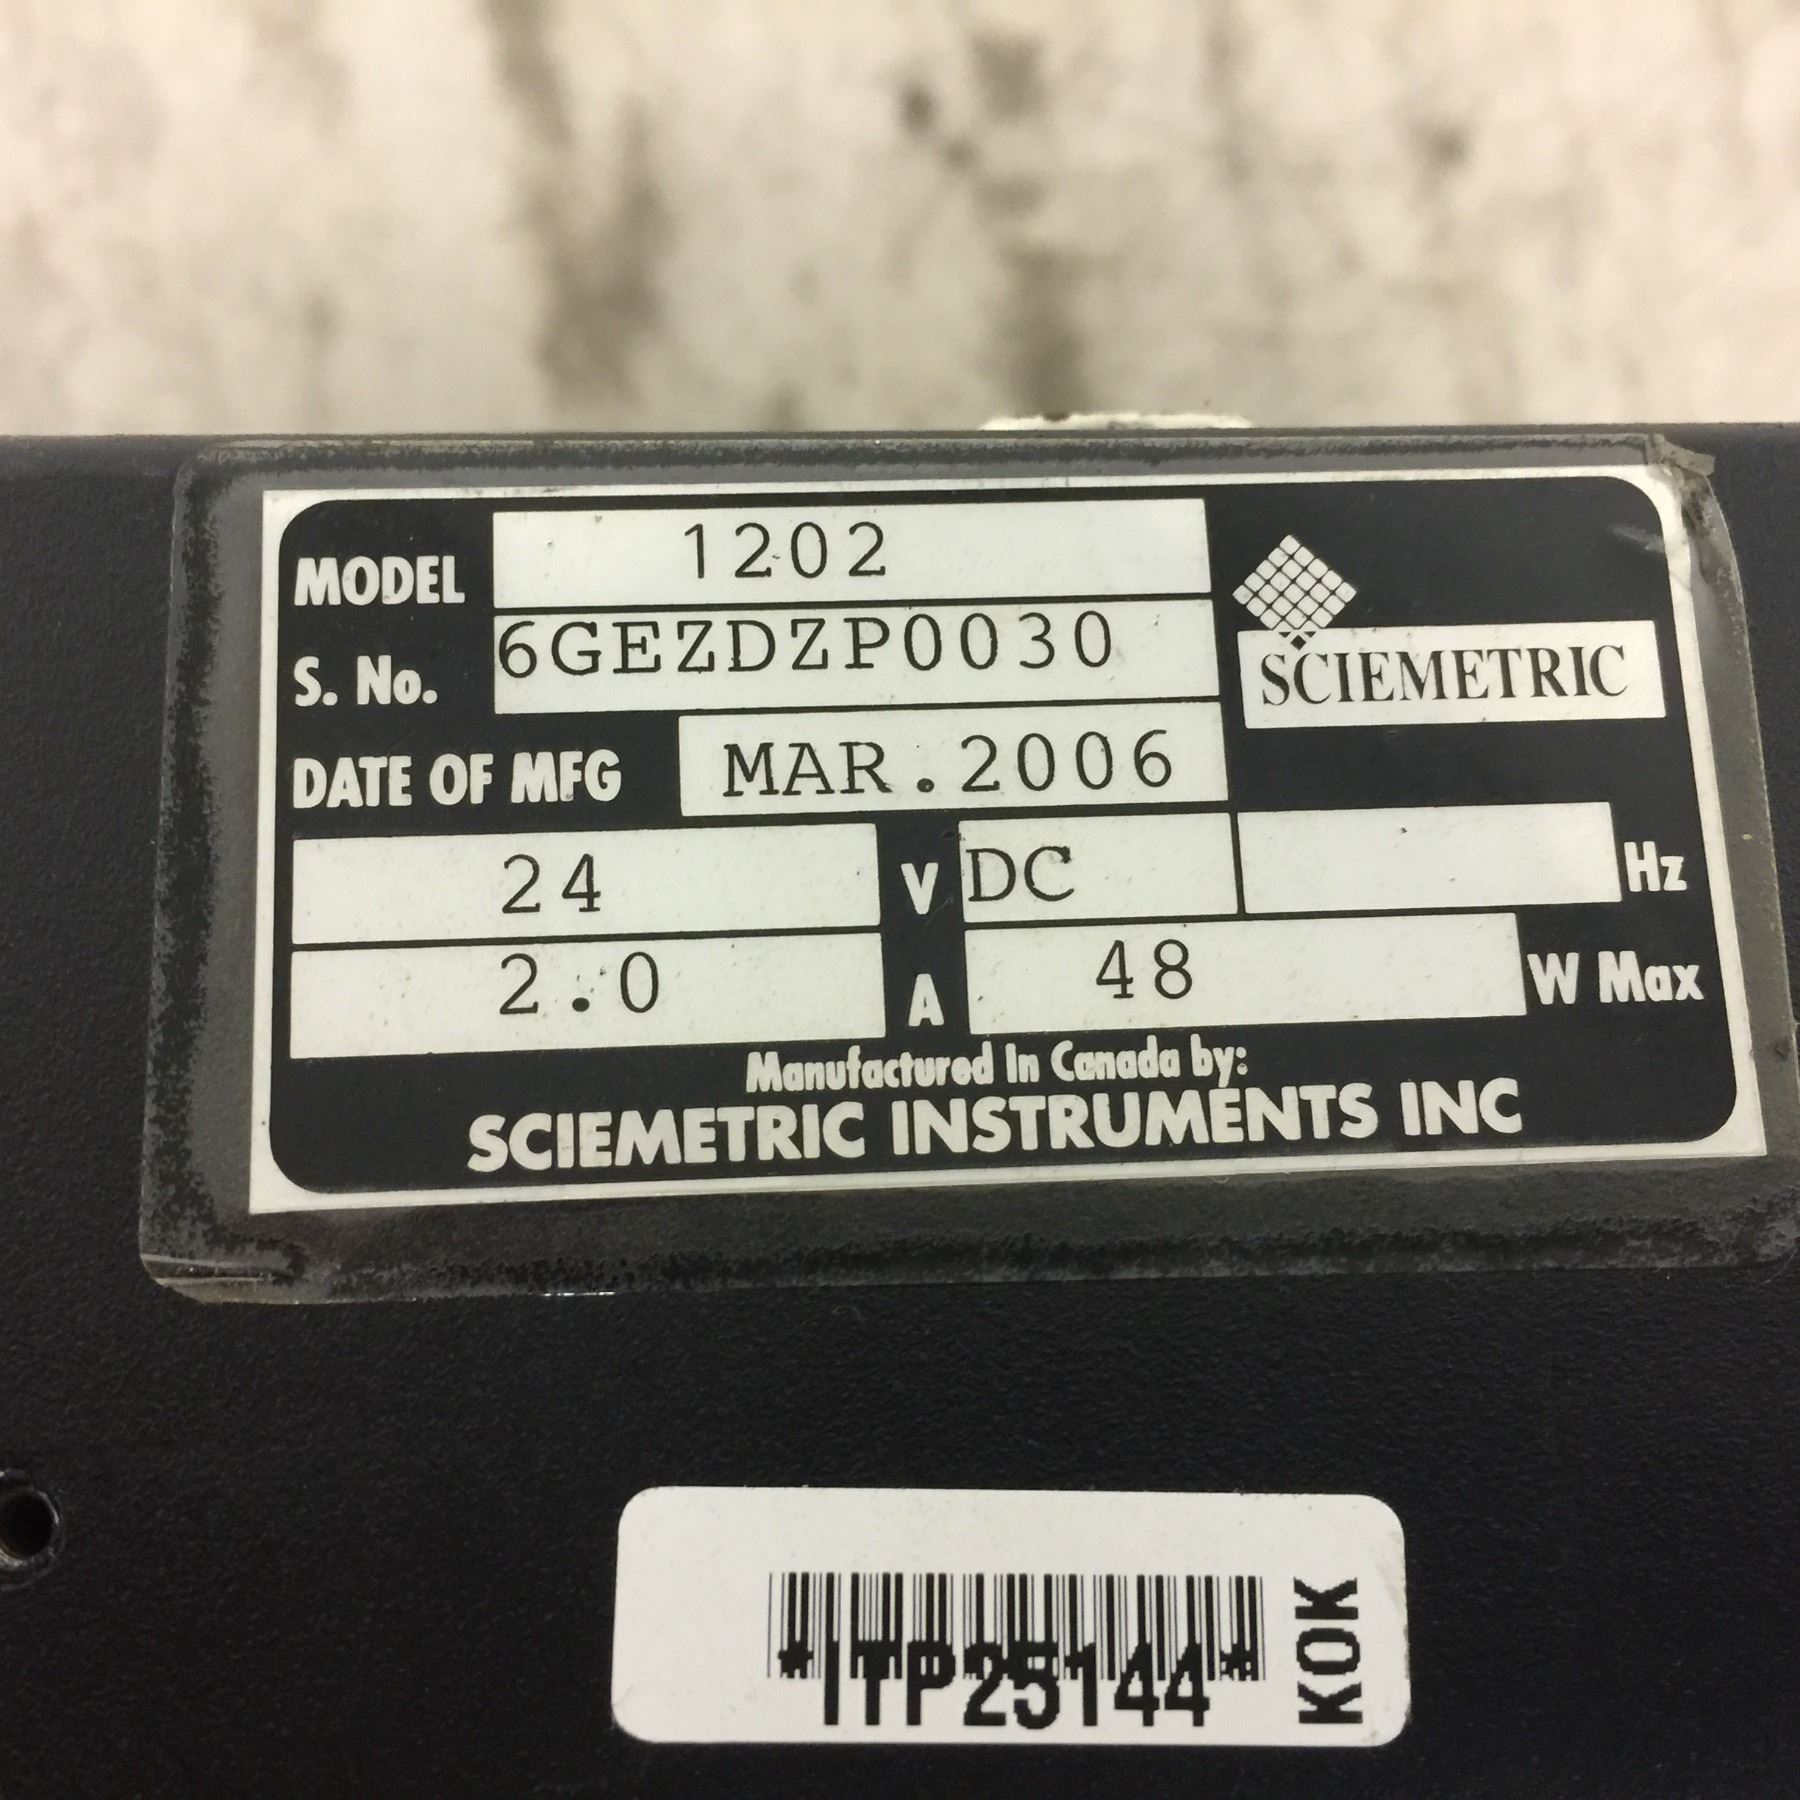 MODEL 1202
S. No. 6GEZDZP0030
SCIEMETRIC
DATE OF MFG MAR.2006
24 V DC Hz
2.0 A 48 W Max
Manufactured In Canada by:
SCIEMETRIC INSTRUMENTS INC
*ITP25144*
KOK